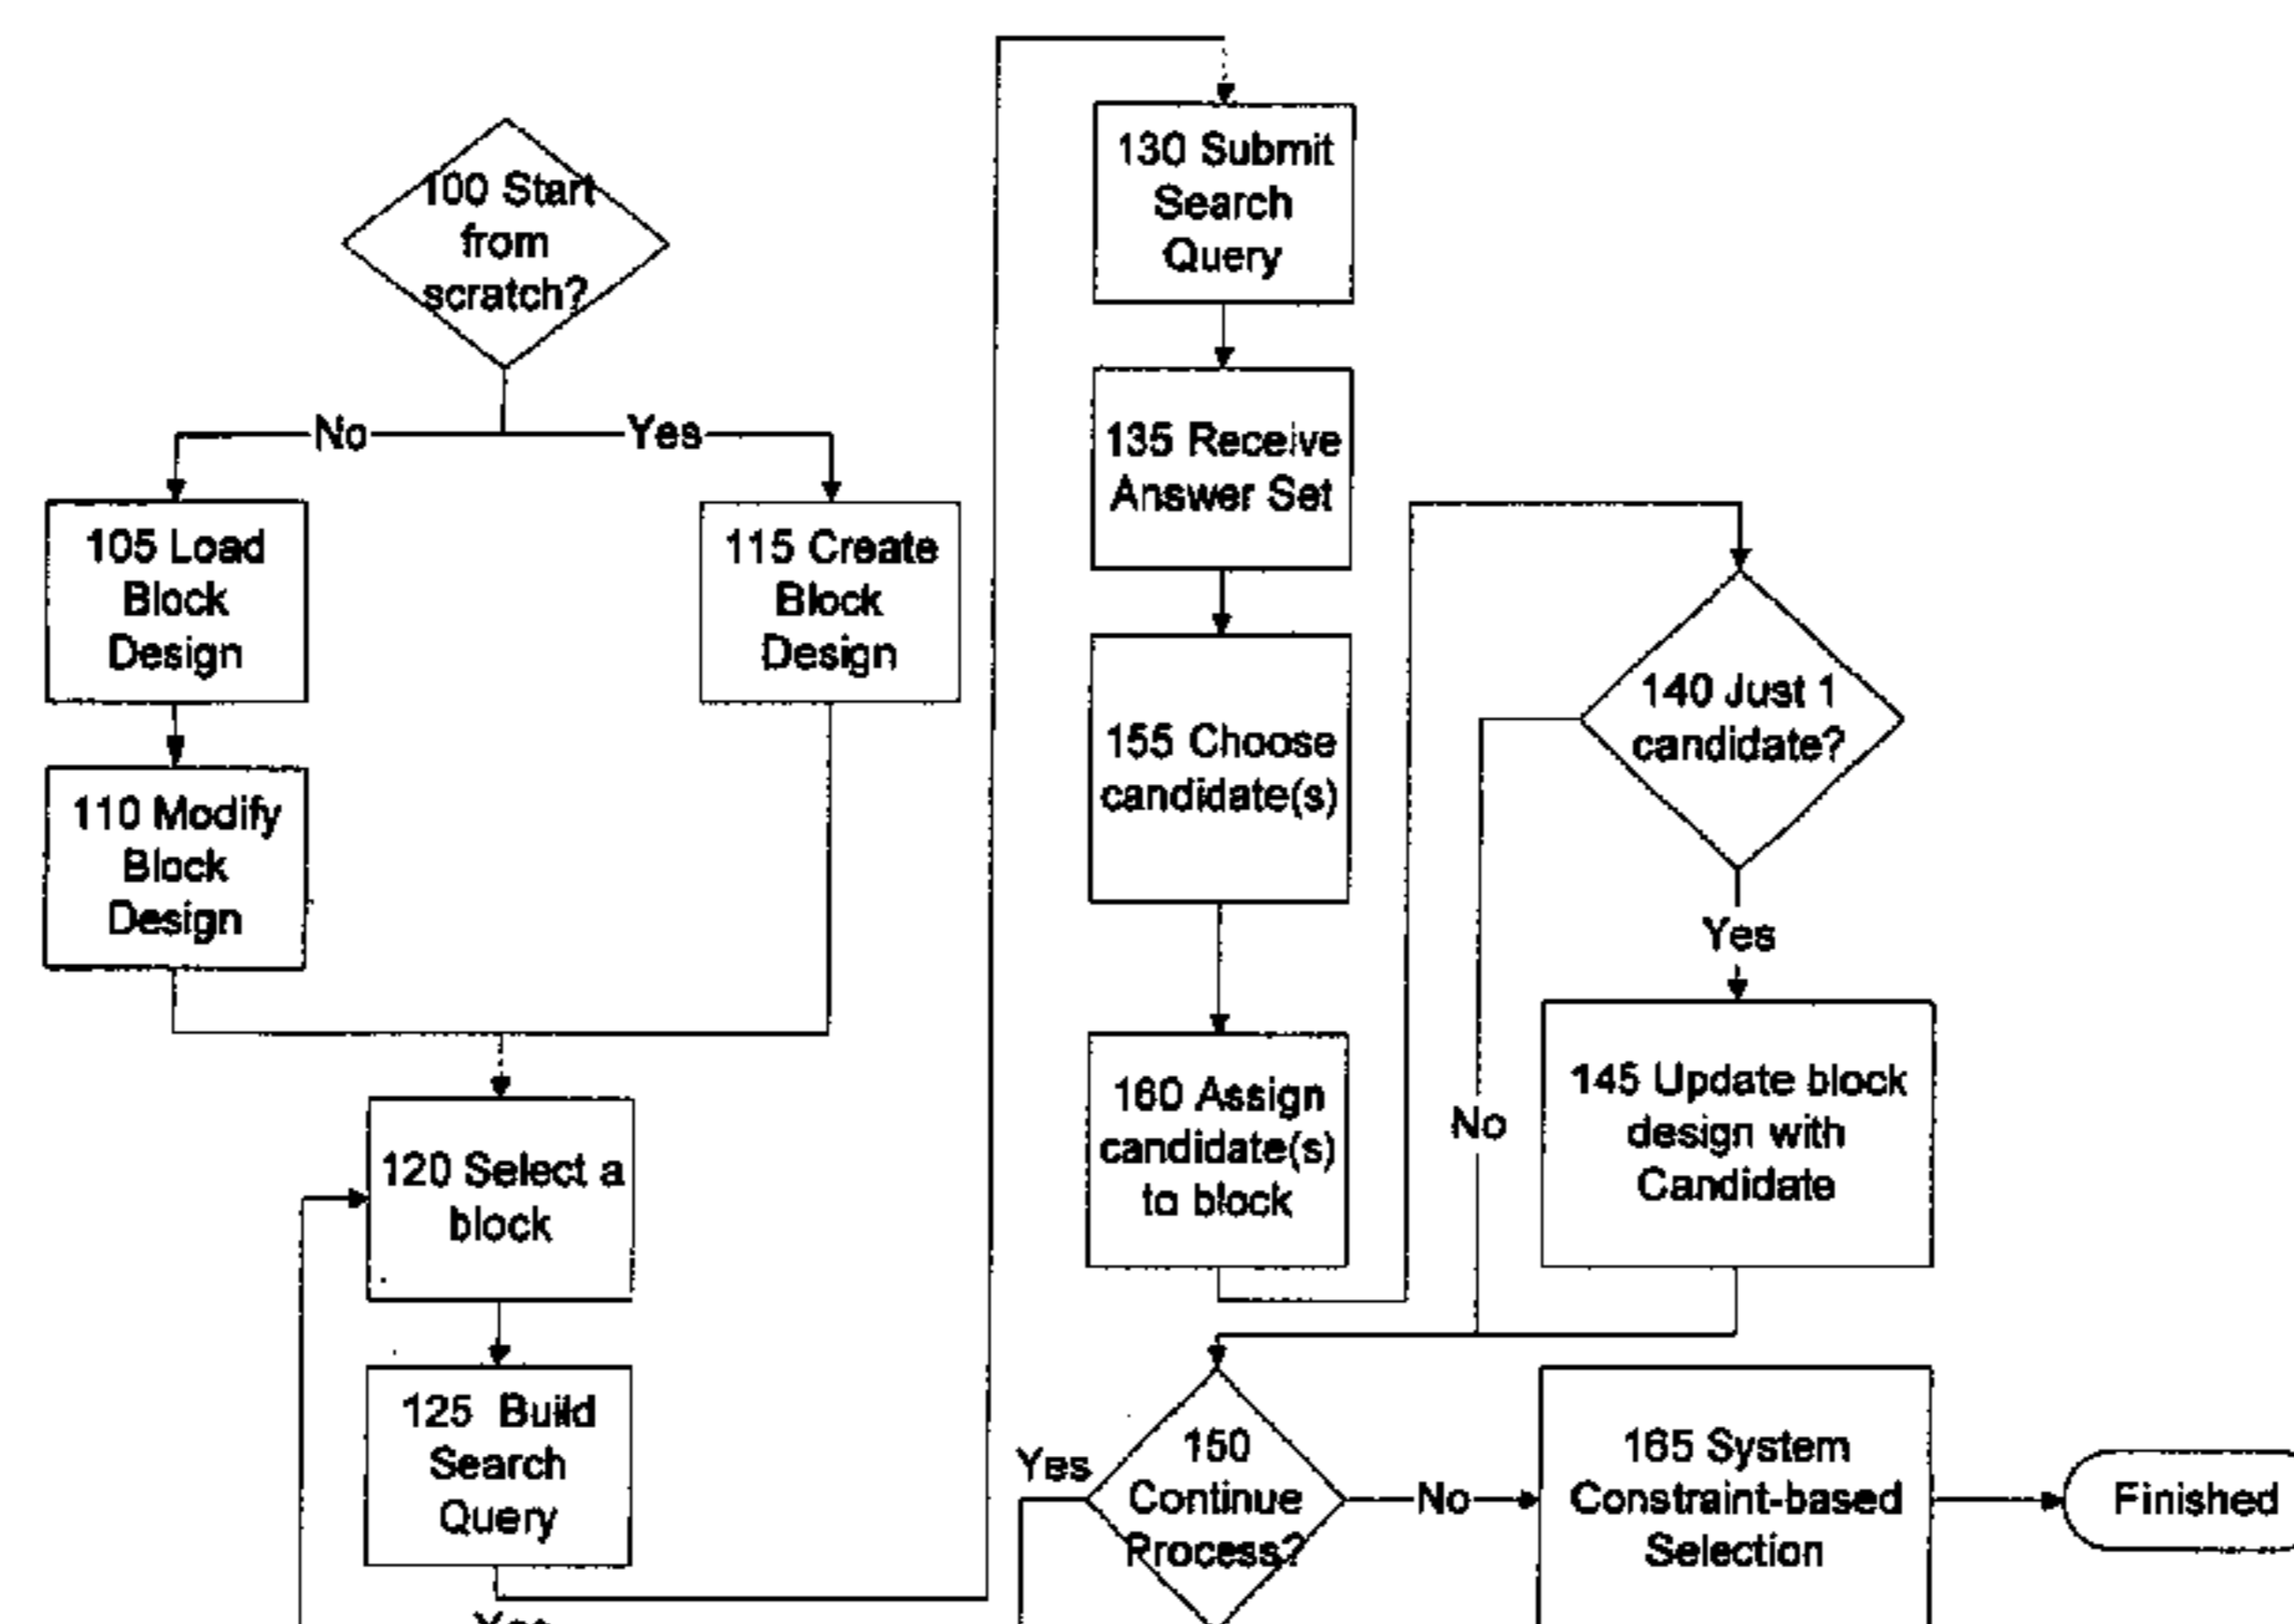 100 Start
from
scratch?
No
Yes
105 Load
Block
Design
115 Create
Block
Design
110 Modify
Block
Design
120 Select a
block
125 Build
Search
Query
Yes
130 Submit
Search
Query
135 Receive
Answer Set
155 Choose
candidate(s)
160 Assign
candidate(s)
to block
140 Just 1
candidate?
Yes
No
145 Update block
design with
Candidate
150
Continue
Process?
Yes
No
165 System
Constraint-based
Selection
Finished